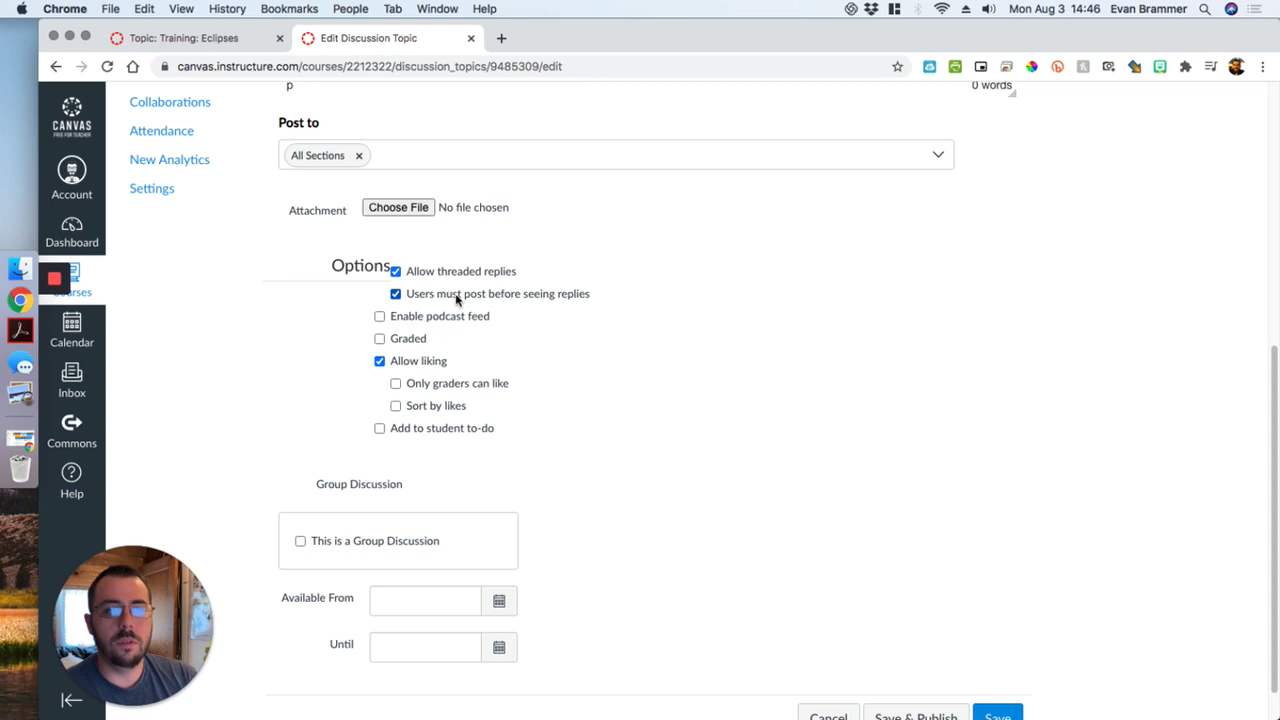 Chrome File Edit View History Bookmarks People Tab Window Help Mon Aug 3 14:46 Evan Brammer
Topic: Training: Eclipses × Edit Discussion Topic × +
canvas.instructure.com/courses/2212322/discussion_topics/9485309/edit
CANVAS
FREE FOR TEACHER
Account
Dashboard
Courses
Calendar
Inbox
Commons
Help
Collaborations
Attendance
New Analytics
Settings
p 0 words
Post to
All Sections ×
Attachment Choose File No file chosen
Options
Allow threaded replies
Users must post before seeing replies
Enable podcast feed
Graded
Allow liking
Only graders can like
Sort by likes
Add to student to-do
Group Discussion
This is a Group Discussion
Available From
Until
Cancel Save & Publish Save